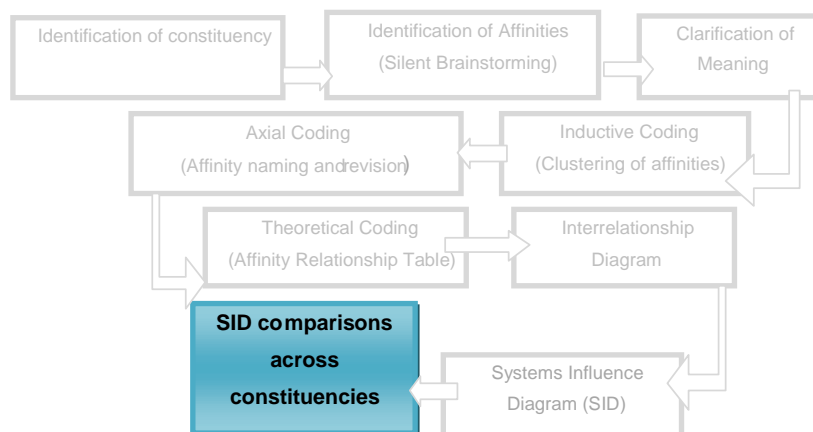 Identification of constituency
Identification of Affinities
(Silent Brainstorming)
Clarification of
Meaning
Axial Coding
(Affinity naming andrevision)
Inductive Coding
(Clustering of affinities)
Theoretical Coding
(Affinity Relationship Table)
Interrelationship
Diagram
SID comparisons
across
constituencies
Systems Influence
Diagram (SID)